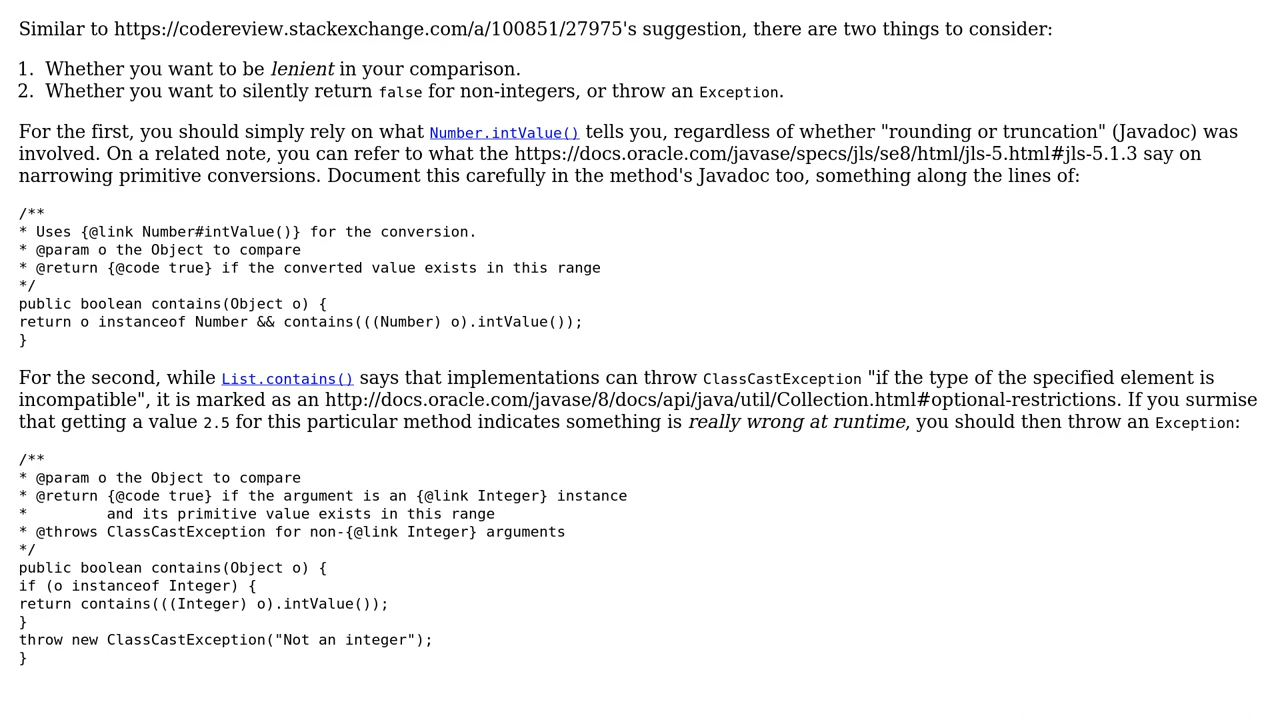 Similar to https://codereview.stackexchange.com/a/100851/27975's suggestion, there are two things to consider:
1. Whether you want to be lenient in your comparison.
2. Whether you want to silently return false for non-integers, or throw an Exception.
For the first, you should simply rely on what Number.intValue() tells you, regardless of whether "rounding or truncation" (Javadoc) was
involved. On a related note, you can refer to what the https://docs.oracle.com/javase/specs/jls/se8/html/jls-5.html#jls-5.1.3 say on
narrowing primitive conversions. Document this carefully in the method's Javadoc too, something along the lines of:
/**
* Uses {@link Number#intValue()} for the conversion.
* @param o the Object to compare
* @return {@code true} if the converted value exists in this range
*/
public boolean contains(Object o) {
return o instanceof Number && contains(((Number) o).intValue());
}
For the second, while List.contains() says that implementations can throw ClassCastException "if the type of the specified element is
incompatible", it is marked as an http://docs.oracle.com/javase/8/docs/api/java/util/Collection.html#optional-restrictions. If you surmise
that getting a value 2.5 for this particular method indicates something is really wrong at runtime, you should then throw an Exception:
/**
* @param o the Object to compare
* @return {@code true} if the argument is an {@link Integer} instance
*         and its primitive value exists in this range
* @throws ClassCastException for non-{@link Integer} arguments
*/
public boolean contains(Object o) {
if (o instanceof Integer) {
return contains(((Integer) o).intValue());
}
throw new ClassCastException("Not an integer");
}